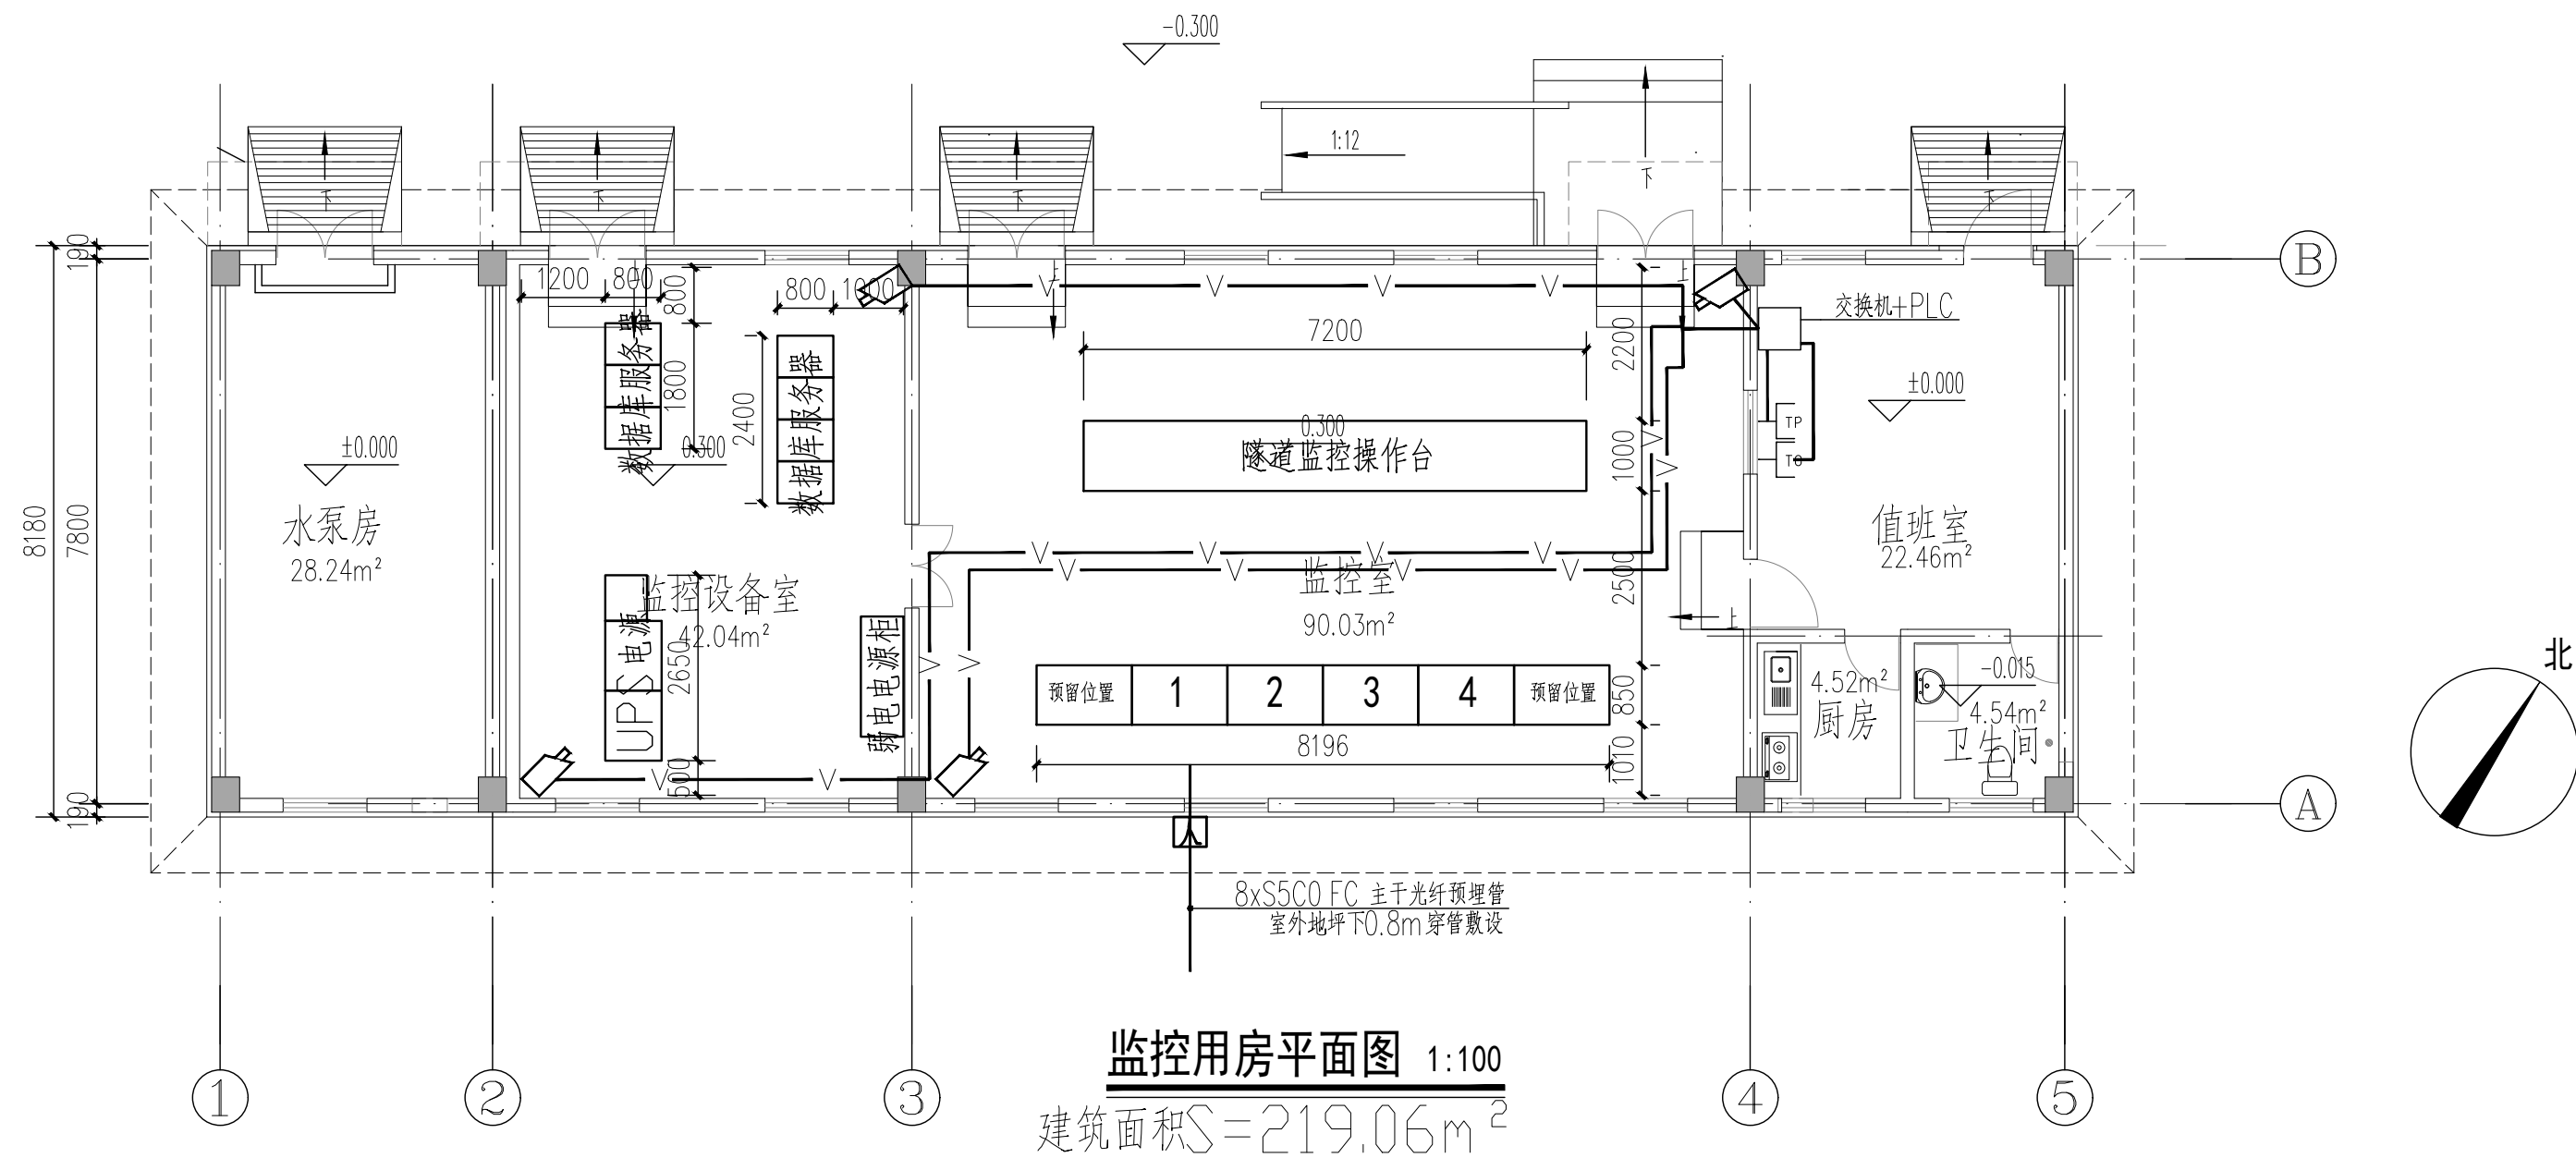 -0.300
1:12
下
下
下
下
下
B
190
1200
800
800
800
1000
上
上
交换机+PLC
7200
2200
数据库服务器
1800
数据库服务器
2400
±0.000
0.300
0.300
隧道监控操作台
1000
TP
TO
±0.000
8180
7800
水泵房
28.24m²
监控设备室
42.04m²
监控室
90.03m²
2500
值班室
22.46m²
上
UPS电源
2650
弱电电源柜
预留位置
1
2
3
4
预留位置
850
8196
1010
500
4.52m²
厨房
-0.015
4.54m²
卫生间
北
190
A
V V V V
V V
V V V V
V V V V
V V
V V
人
8xS5C0 FC 主干光纤预埋管
室外地坪下0.8m穿管敷设
1
2
3
4
5
监控用房平面图 1:100
建筑面积S=219.06m²